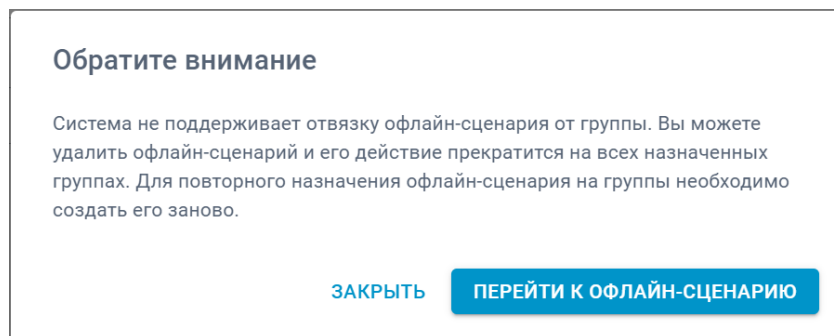 Обратите внимание
Система не поддерживает отвязку офлайн-сценария от группы. Вы можете
удалить офлайн-сценарий и его действие прекратится на всех назначенных
группах. Для повторного назначения офлайн-сценария на группы необходимо
создать его заново.
ЗАКРЫТЬ ПЕРЕЙТИ К ОФЛАЙН-СЦЕНАРИЮ